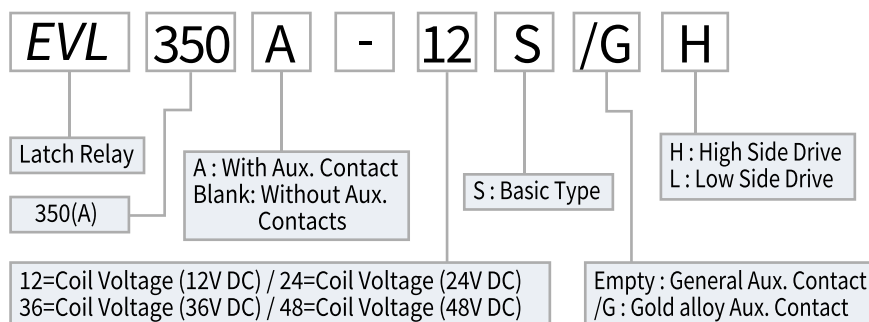 EVL 350 A - 12 S /G H
Latch Relay
350(A)
A : With Aux. Contact
Blank: Without Aux.
Contacts
S : Basic Type
H : High Side Drive
L : Low Side Drive
12=Coil Voltage (12V DC) / 24=Coil Voltage (24V DC)
36=Coil Voltage (36V DC) / 48=Coil Voltage (48V DC)
Empty : General Aux. Contact
/G : Gold alloy Aux. Contact